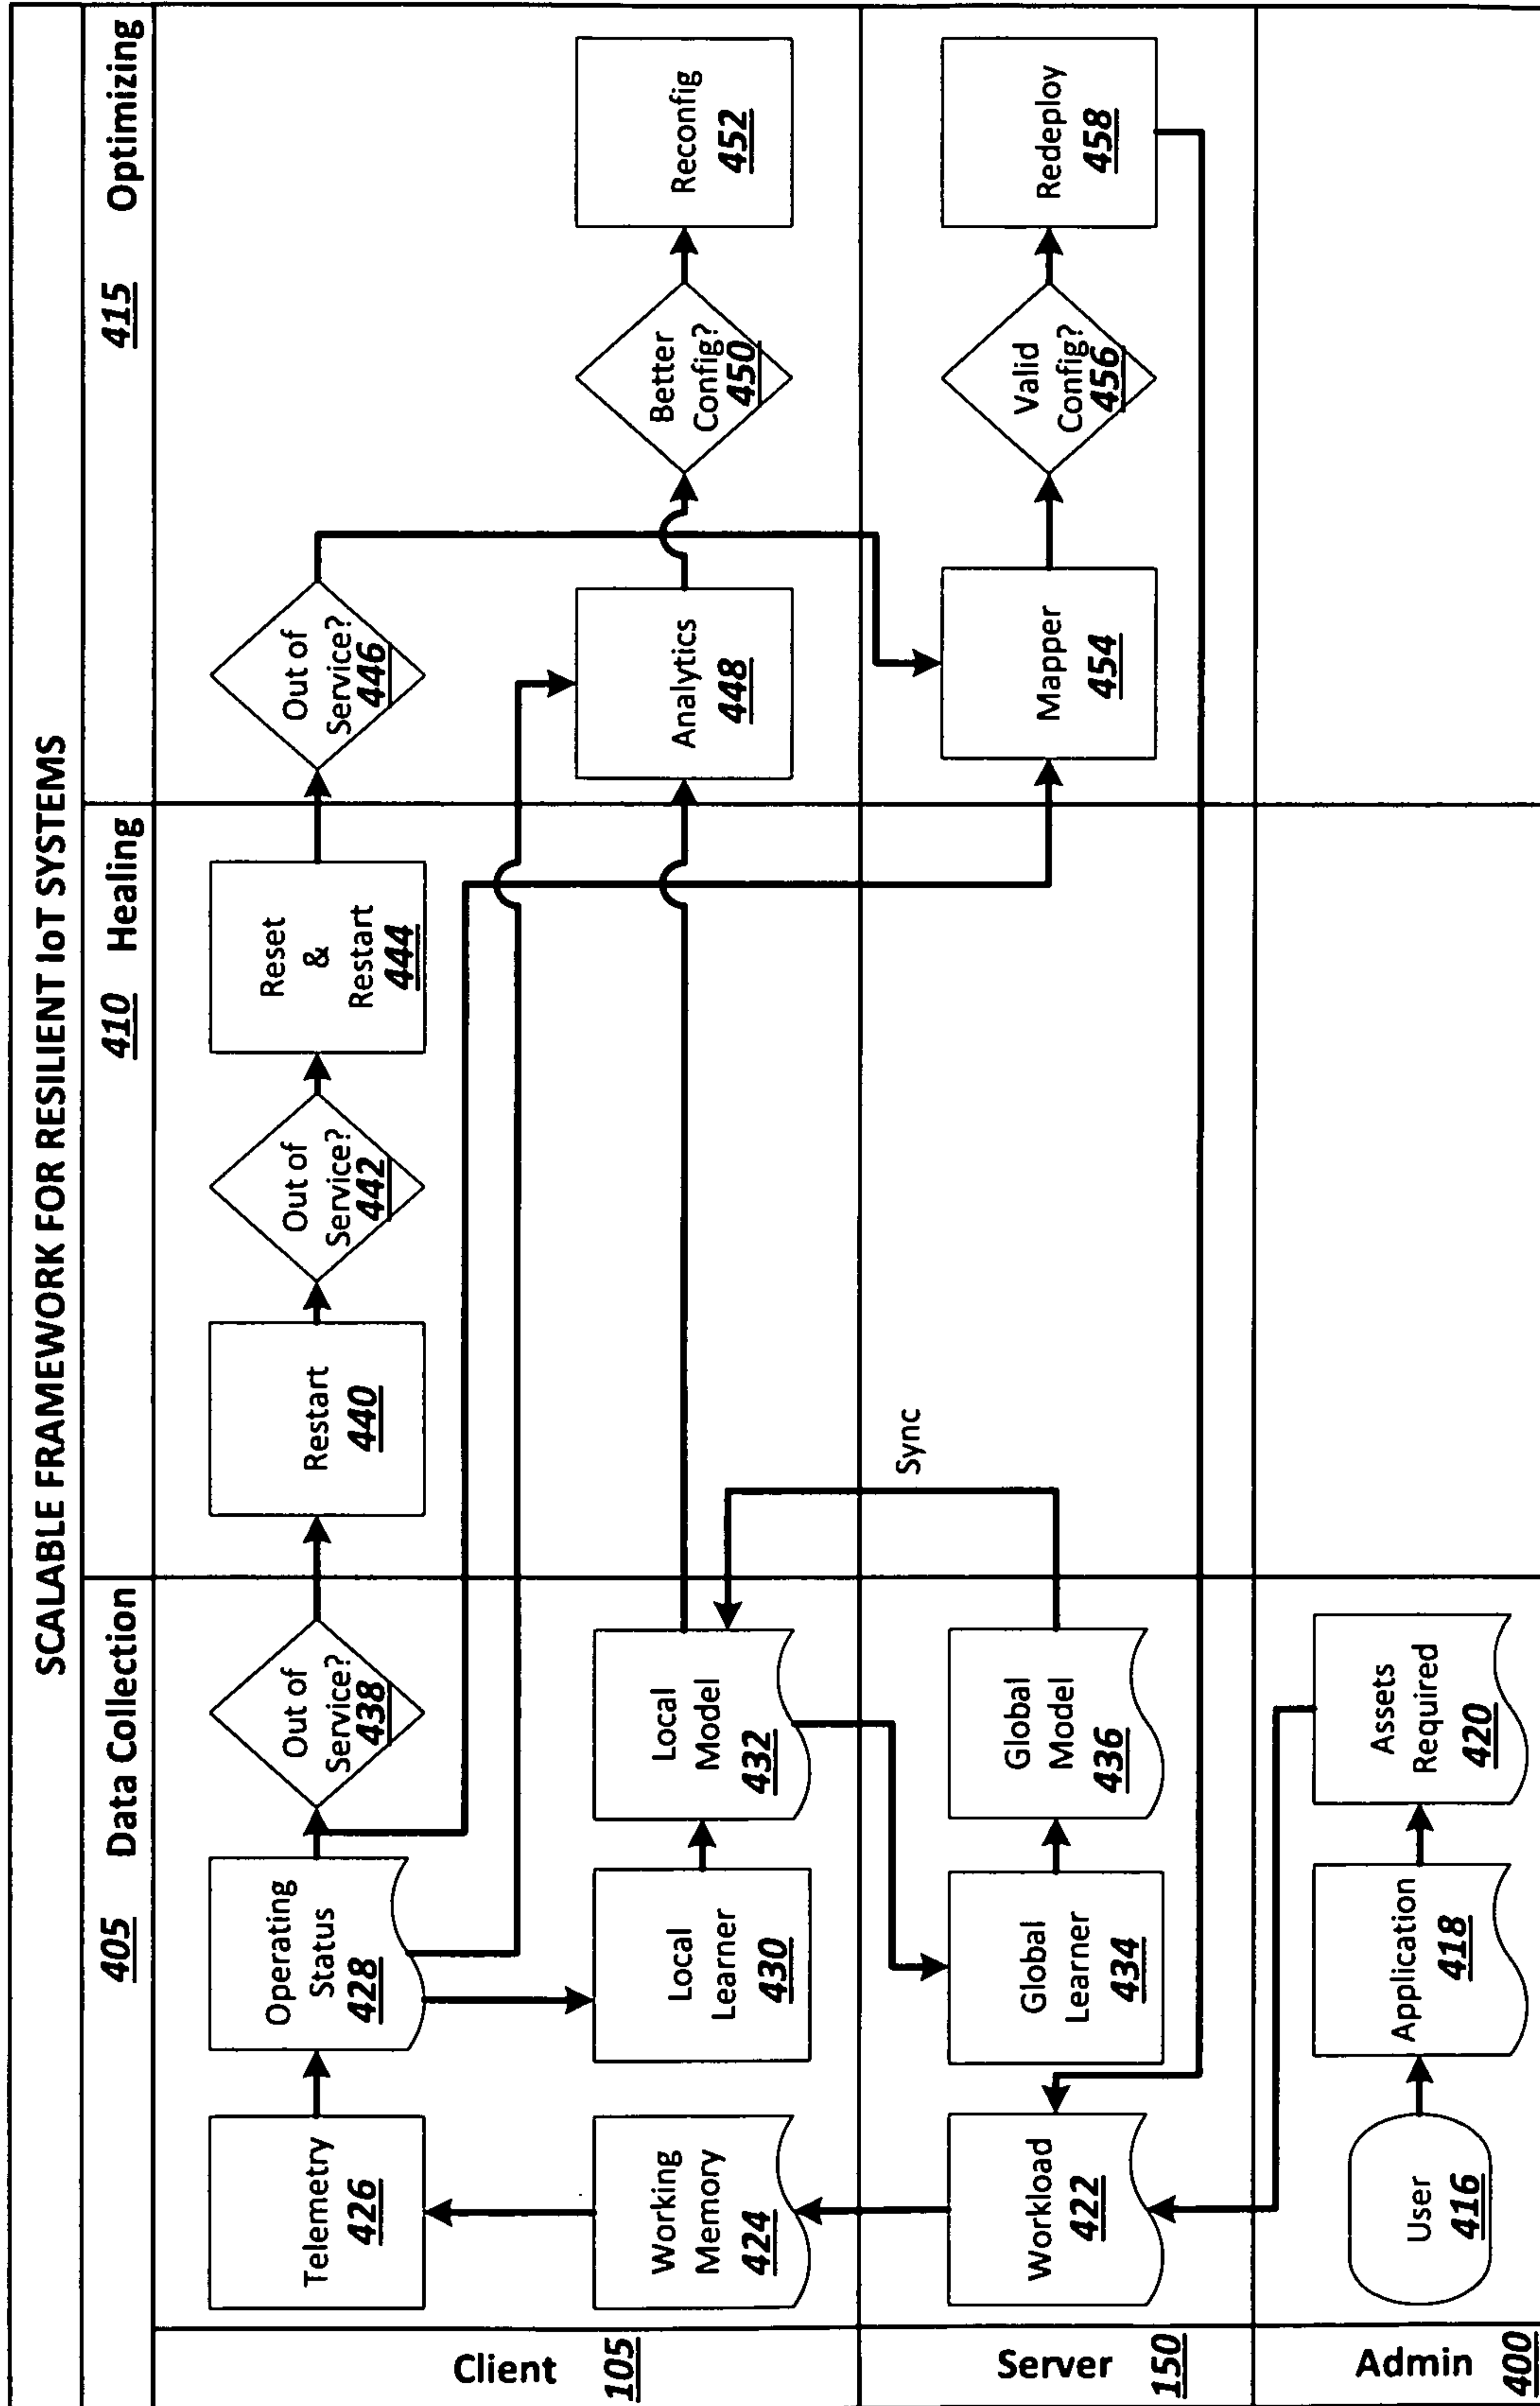 SCALABLE FRAMEWORK FOR RESILIENT IoT SYSTEMS
405 Data Collection
410 Healing
415 Optimizing
Client
105
Telemetry
426
Operating
Status
428
Out of
Service?
438
Restart
440
Out of
Service?
442
Reset
&
Restart
444
Out of
Service?
446
Working
Memory
424
Local
Learner
430
Local
Model
432
Analytics
448
Better
Config?
450
Reconfig
452
Server
150
Workload
422
Global
Learner
434
Global
Model
436
Sync
Mapper
454
Valid
Config?
456
Redeploy
458
Admin
400
User
416
Application
418
Assets
Required
420